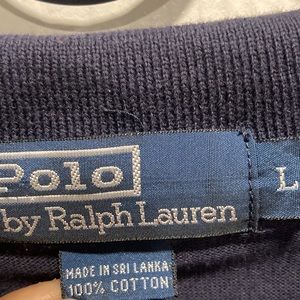 Polo
by Ralph Lauren
L
MADE IN SRI LANKA
100% COTTON